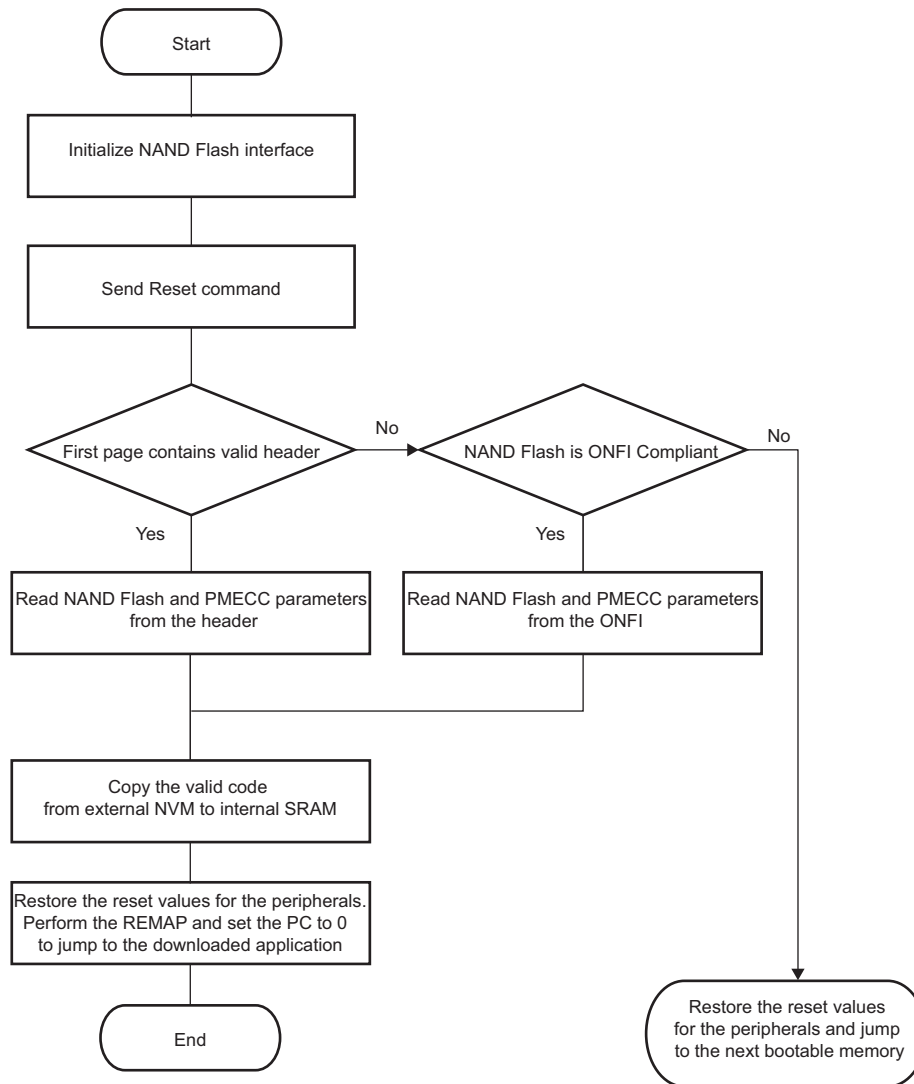 Start
Initialize NAND Flash interface
Send Reset command
First page contains valid header
No
NAND Flash is ONFI Compliant
No
Yes
Yes
Read NAND Flash and PMECC parameters
from the header
Read NAND Flash and PMECC parameters
from the ONFI
Copy the valid code
from external NVM to internal SRAM
Restore the reset values for the peripherals.
Perform the REMAP and set the PC to 0
to jump to the downloaded application
End
Restore the reset values
for the peripherals and jump
to the next bootable memory